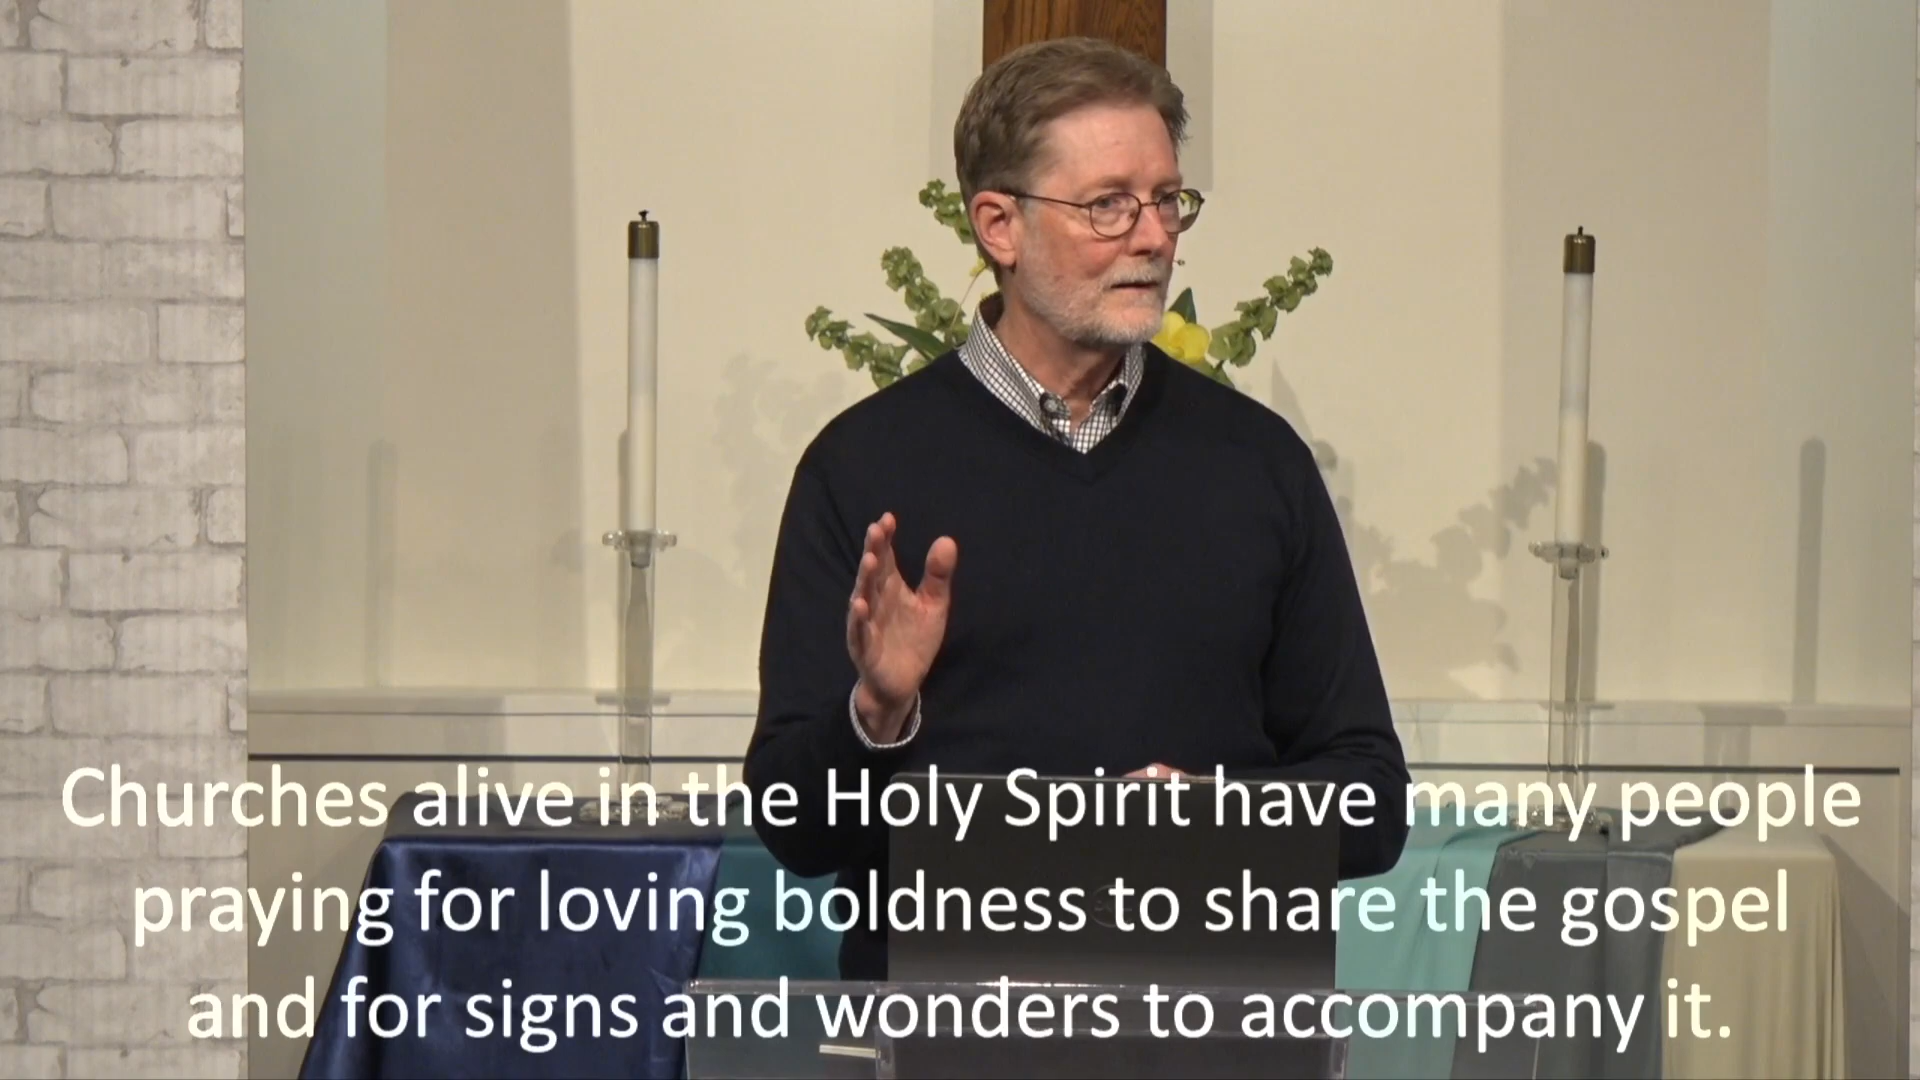 Churches alive in the Holy Spirit have many people
praying for loving boldness to share the gospel
and for signs and wonders to accompany it.